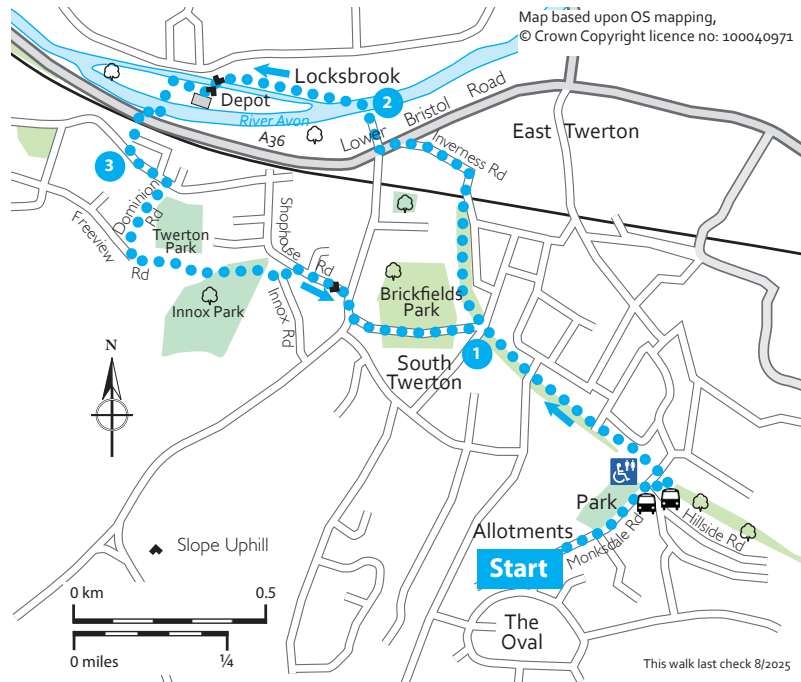 Map based upon OS mapping,
© Crown Copyright licence no: 100040971
Locksbrook
Depot
2
River Avon
A36
Lower Bristol Road
East Twerton
Inverness Rd
3
Dominion Rd
Freeview Rd
Twerton
Park
Shophouse Rd
Innox Park
Innox Rd
Brickfields
Park
1
South
Twerton
N
Park
Allotments
Monksdale Rd
Hillside Rd
Start
Slope Uphill
The
Oval
0 km 0.5
0 miles ¼
This walk last check 8/2025